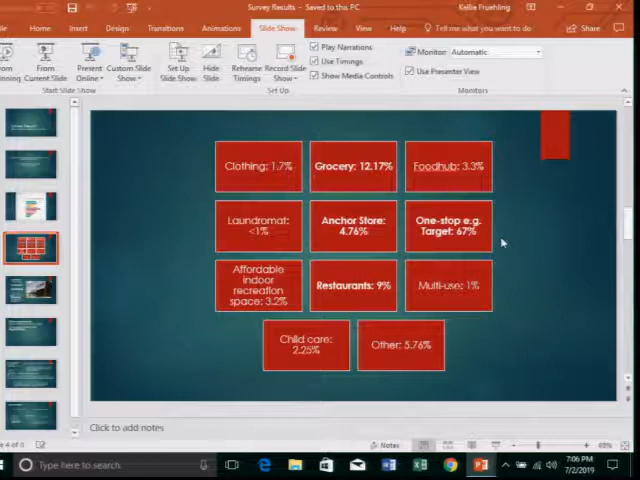 Survey Results - Saved to this PC
Kellie Fruehling
Home Insert Design Transitions Animations Slide Show Review View Help Tell me what you want to do Share
From Current Slide
Present Online
Custom Slide Show
Set Up Slide Show
Hide Slide
Rehearse Timings
Record Slide Show
Play Narrations
Use Timings
Show Media Controls
Monitor: Automatic
Use Presenter View
Start Slide Show
Set Up
Monitors
Clothing: 1.7%
Grocery: 12.17%
Foodhub: 3.3%
Laundromat:
<1%
Anchor Store:
4.76%
One-stop e.g.
Target: 67%
Affordable
indoor
recreation
space: 3.2%
Restaurants: 9%
Multi-use: 1%
Child care:
2.25%
Other: 5.76%
Click to add notes
Notes
Type here to search
7:06 PM
7/2/2019